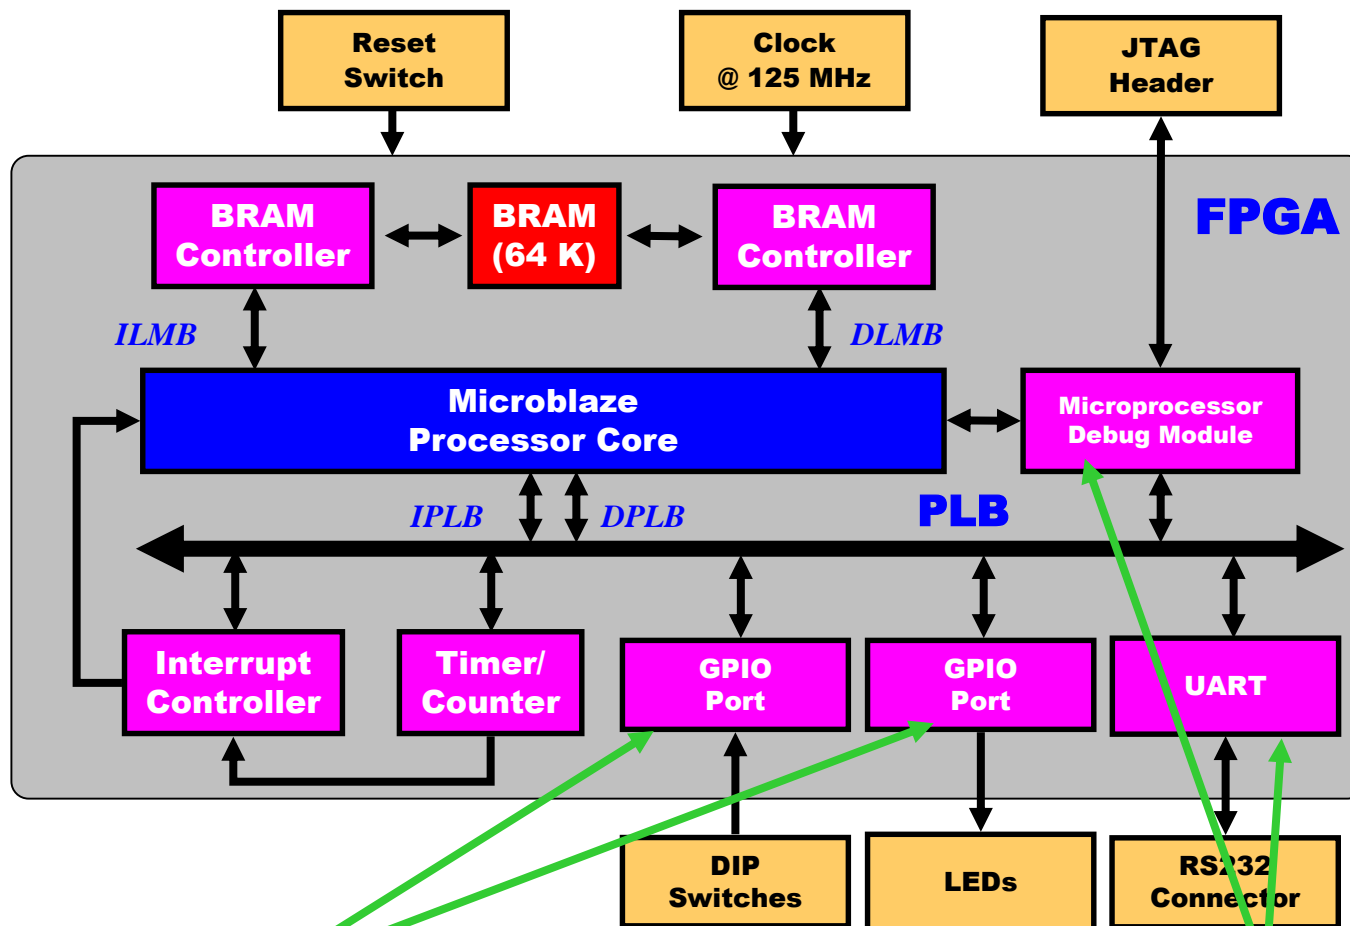 Reset
Switch
Clock
@ 125 MHz
JTAG
Header
BRAM
Controller
BRAM
(64 K)
BRAM
Controller
FPGA
ILMB
DLMB
Microblaze
Processor Core
Microprocessor
Debug Module
IPLB
DPLB
PLB
Interrupt
Controller
Timer/
Counter
GPIO
Port
GPIO
Port
UART
DIP
Switches
LEDs
RS232
Connector